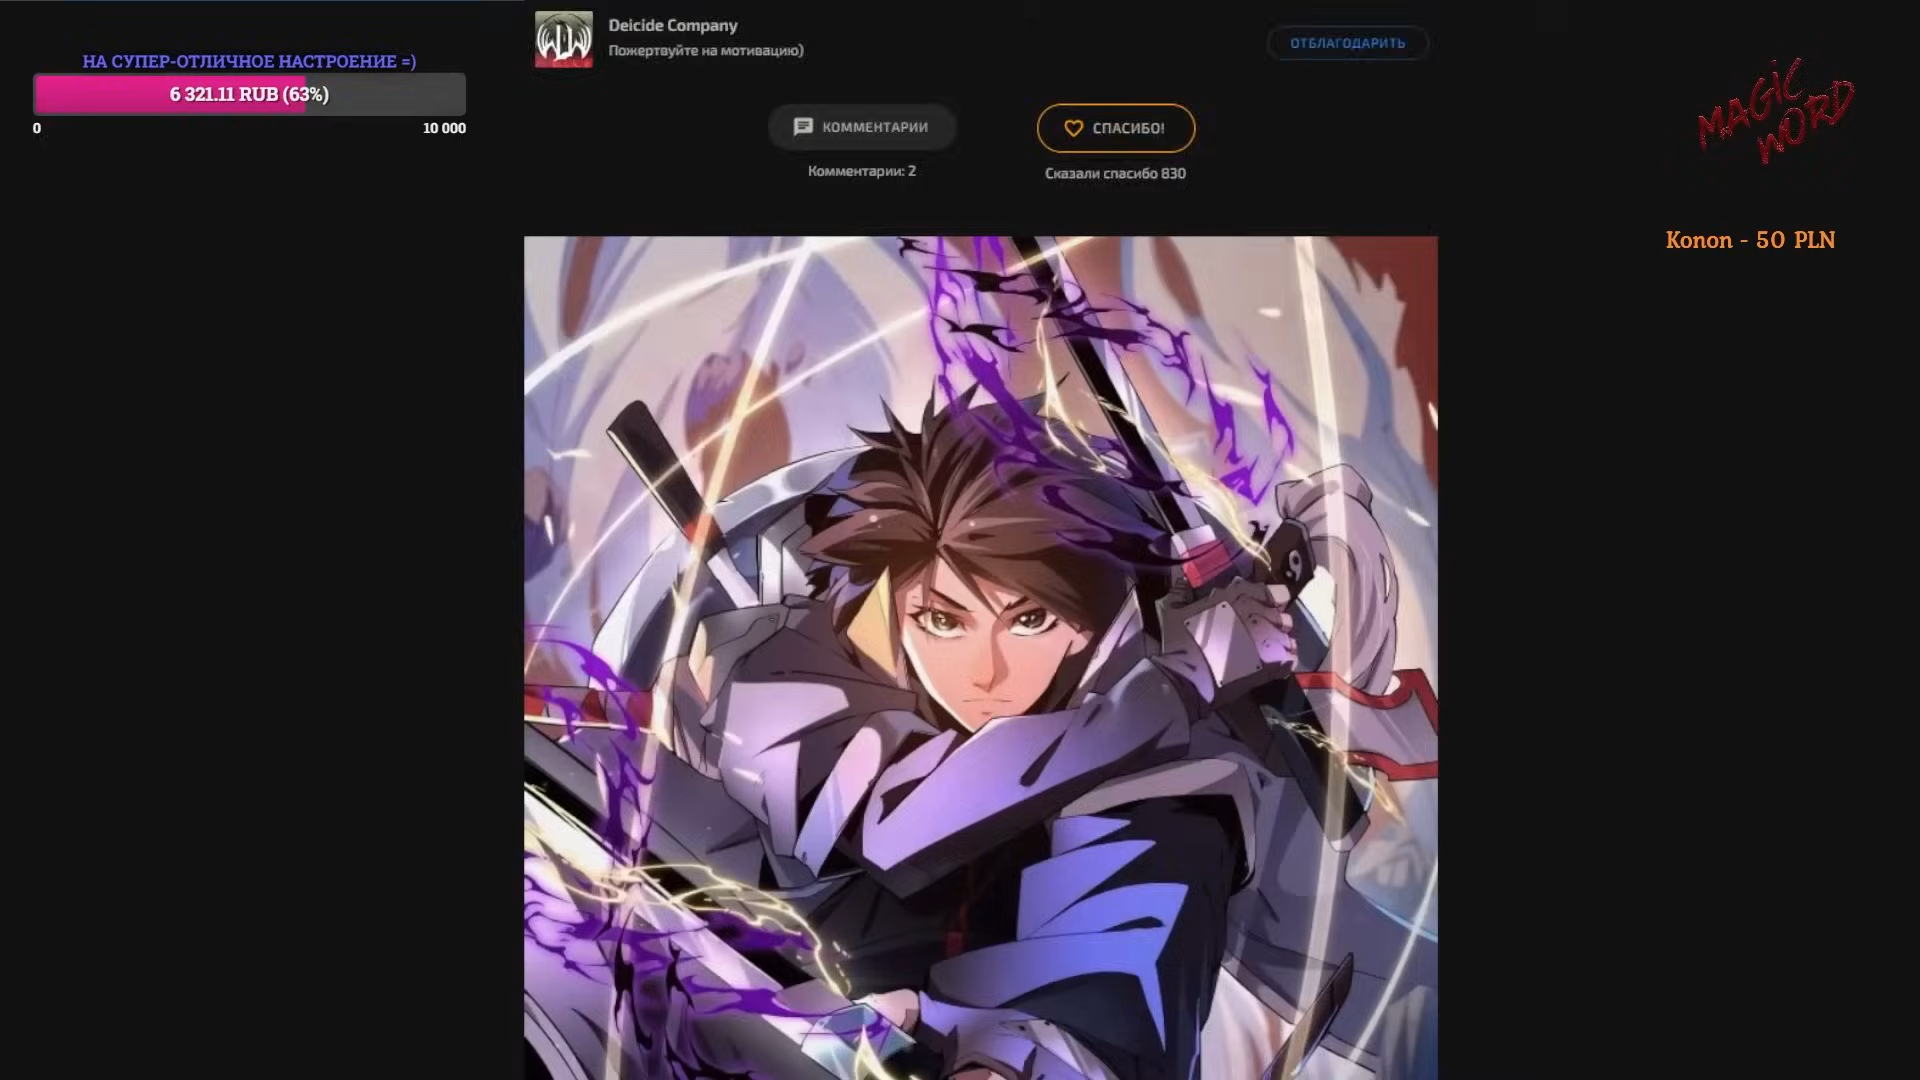 Deicide Company
Пожертвуйте на мотивацию)
ОТБЛАГОДАРИТЬ
НА СУПЕР-ОТЛИЧНОЕ НАСТРОЕНИЕ =)
6 321.11 RUB (63%)
0
10 000
КОММЕНТАРИИ
СПАСИБО!
Комментарии: 2
Сказали спасибо 830
MAGIC
WORD
Konon - 50 PLN